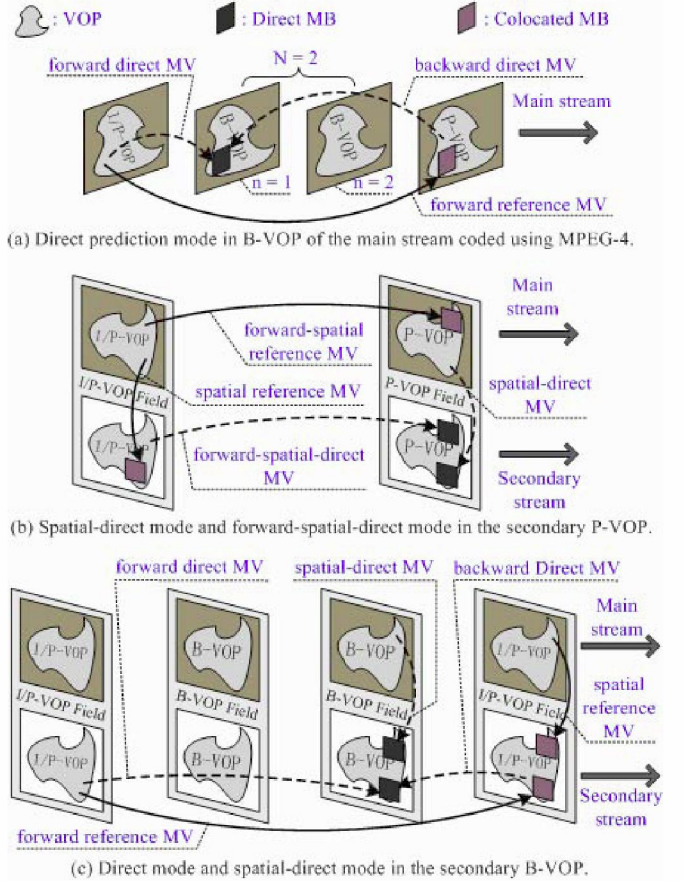 : VOP
: Direct MB
: Colocated MB
forward direct MV
N = 2
backward direct MV
Main stream
I/P-VOP
B-VOP
B-VOP
P-VOP
n = 1
n = 2
forward reference MV
(a) Direct prediction mode in B-VOP of the main stream coded using MPEG-4.
Main
stream
I/P-VOP
P-VOP
forward-spatial
reference MV
I/P-VOP Field
spatial reference MV
P-VOP Field
spatial-direct
MV
I/P-VOP
P-VOP
forward-spatial-direct
MV
Secondary
stream
(b) Spatial-direct mode and forward-spatial-direct mode in the secondary P-VOP.
forward direct MV
spatial-direct MV
backward Direct MV
Main
stream
I/P-VOP
B-VOP
B-VOP
I/P-VOP
I/P-VOP Field
B-VOP Field
B-VOP Field
I/P-VOP Field
spatial
reference
MV
I/P-VOP
B-VOP
B-VOP
I/P-VOP
Secondary
stream
forward reference MV
(c) Direct mode and spatial-direct mode in the secondary B-VOP.